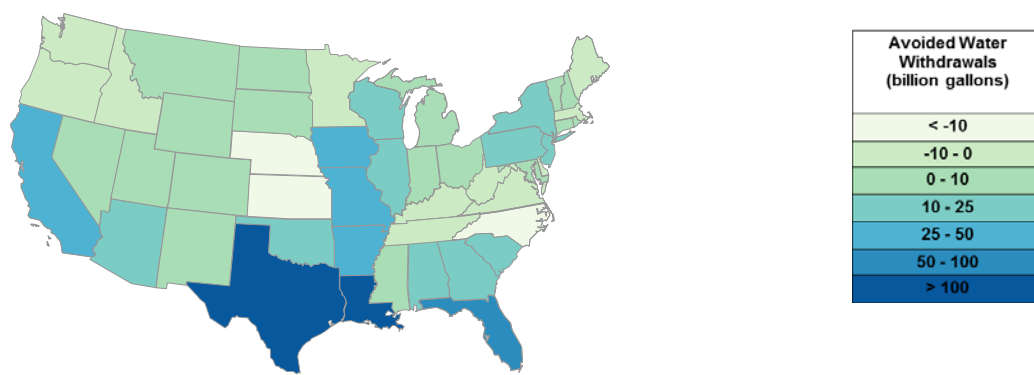 Avoided Water
Withdrawals
(billion gallons)
< -10
-10 - 0
0 - 10
10 - 25
25 - 50
50 - 100
> 100